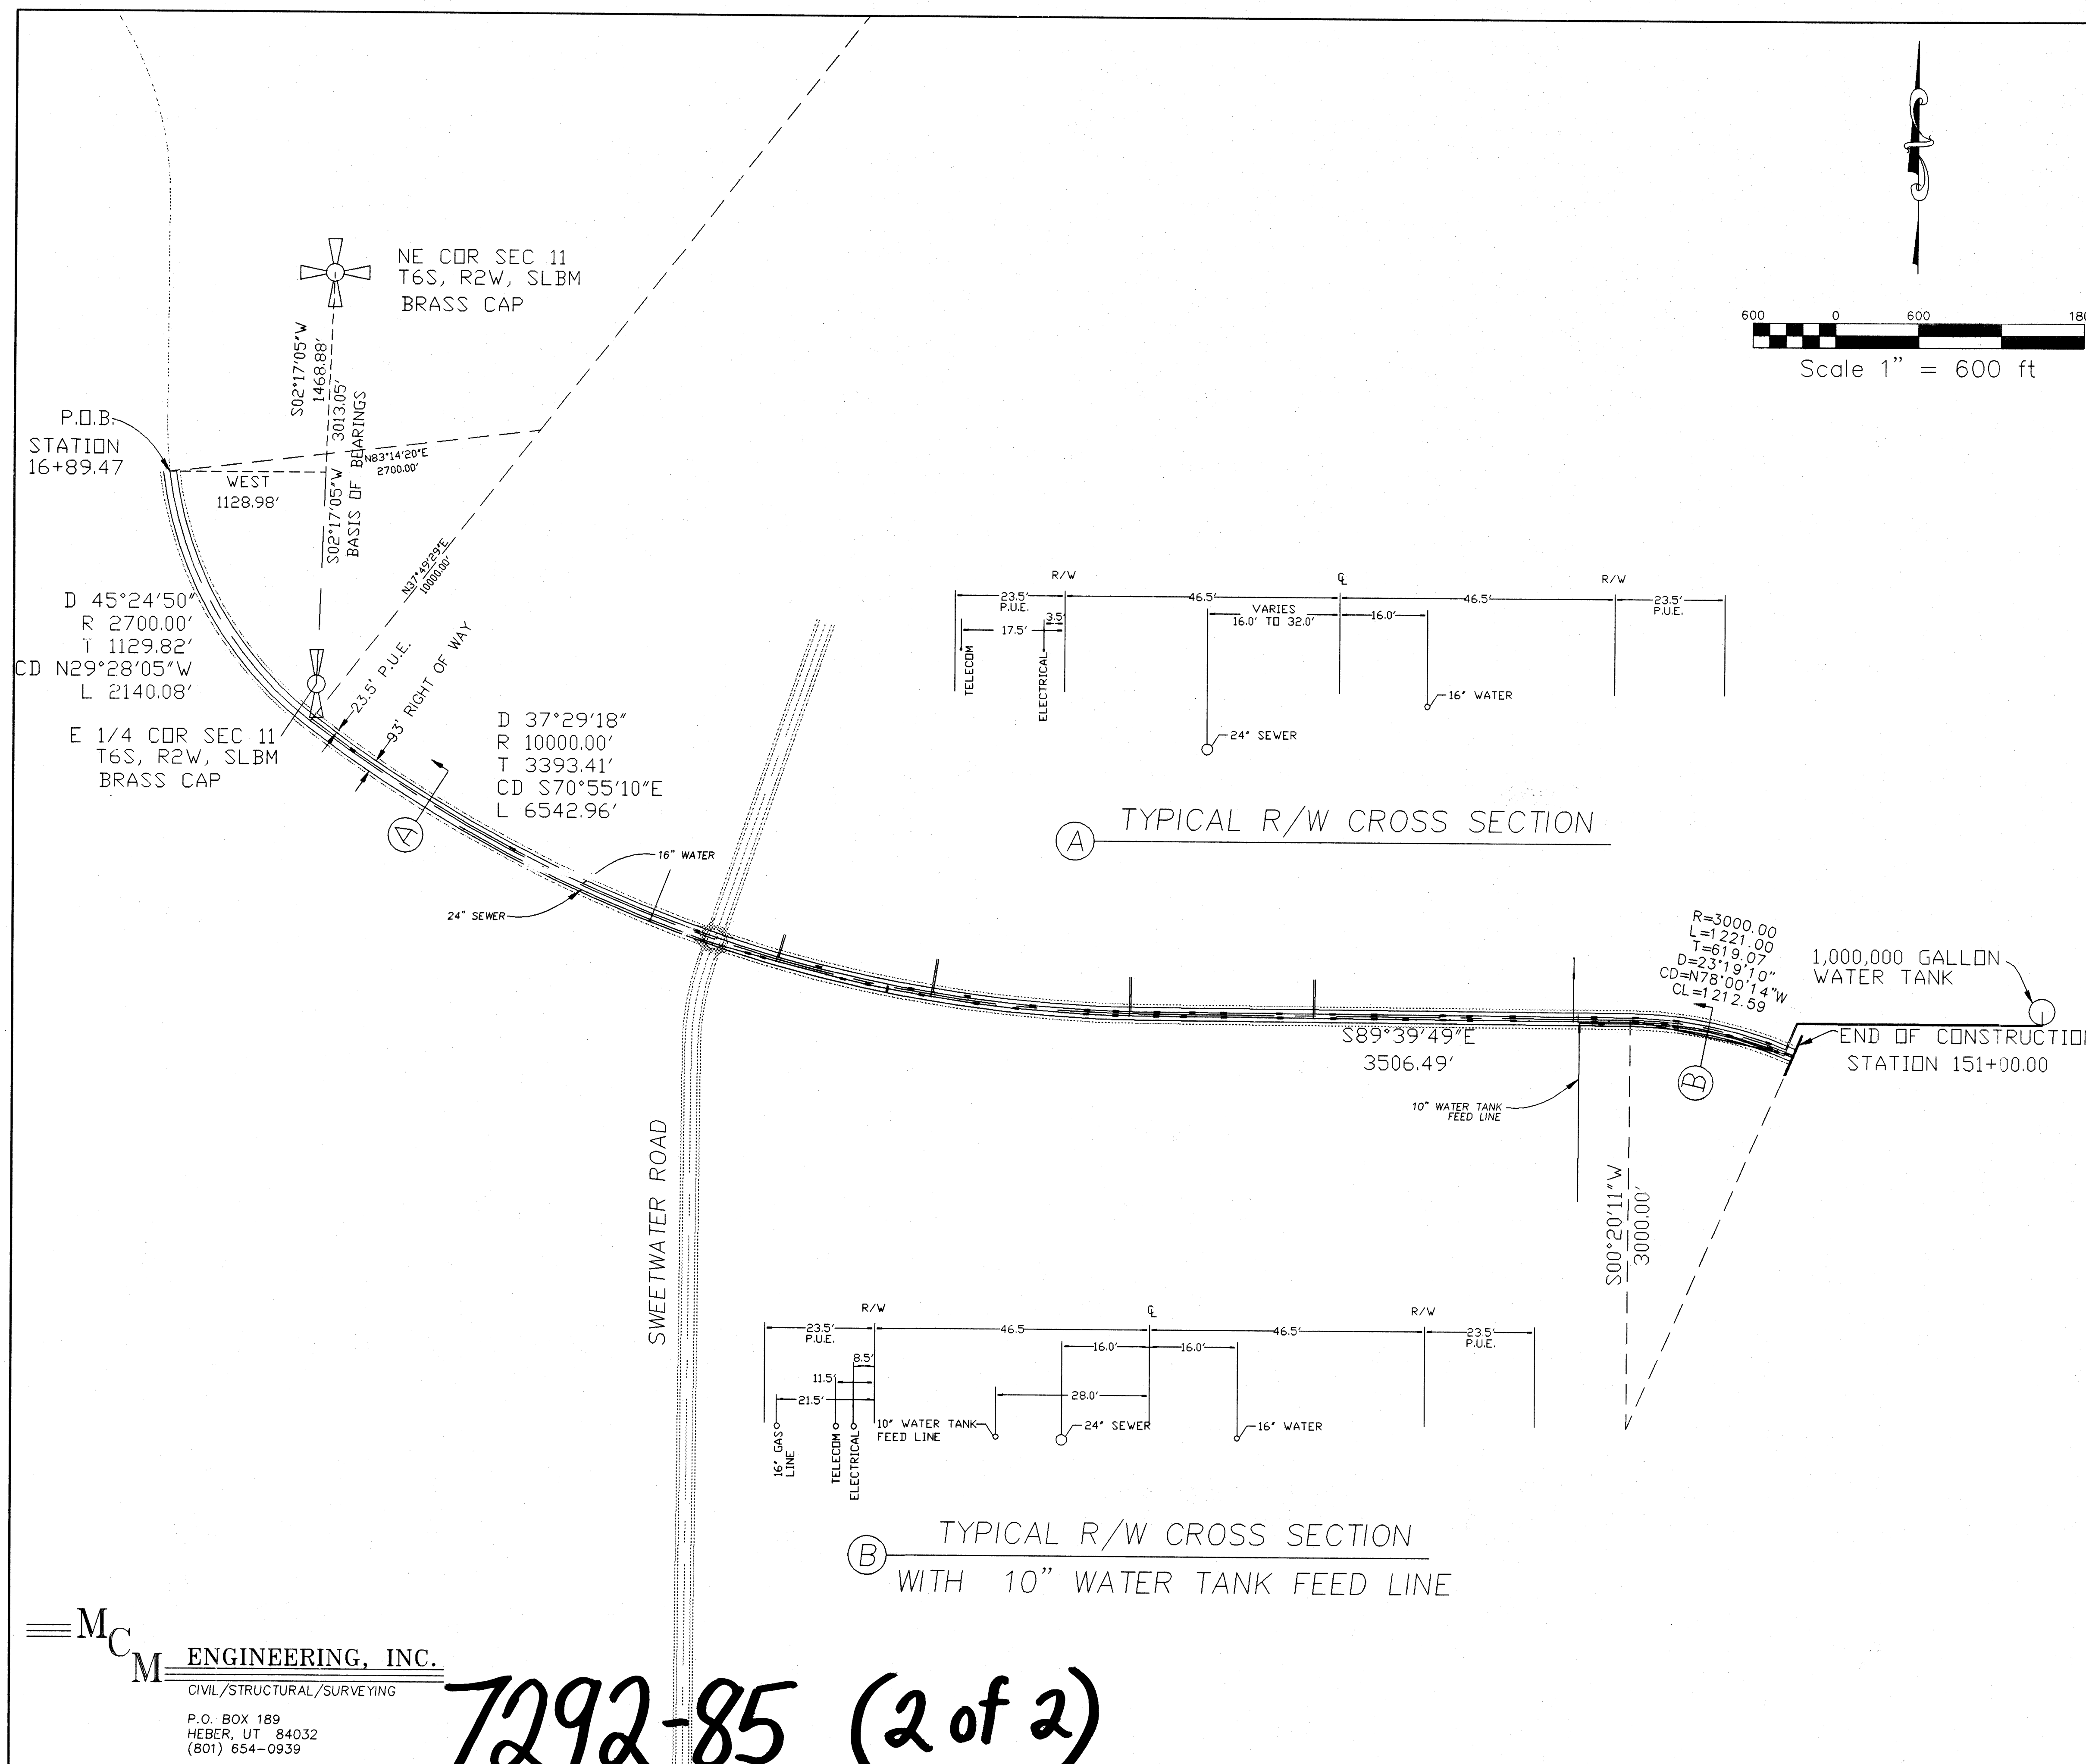 600 0 600 180
Scale 1" = 600 ft
NE COR SEC 11
T6S, R2W, SLBM
BRASS CAP
S02°17'05"W
1468.88'
S02°17'05"W 3013.05'
BASIS OF BEARINGS
P.O.B.
STATION
16+89.47
N83°14'20"E
2700.00'
WEST
1128.98'
N37°49'29"E
10000.00'
D 45°24'50"
R 2700.00'
T 1129.82'
CD N29°28'05"W
L 2140.08'
23.5' P.U.E.
93' RIGHT OF WAY
E 1/4 COR SEC 11
T6S, R2W, SLBM
BRASS CAP
D 37°29'18"
R 10000.00'
T 3393.41'
CD S70°55'10"E
L 6542.96'
A
16" WATER
24" SEWER
R/W ℄ R/W
23.5' 46.5' 46.5' 23.5'
P.U.E. P.U.E.
VARIES
16.0' TO 32.0' 16.0'
3.5'
17.5'
TELECOM
ELECTRICAL
16" WATER
24" SEWER
A TYPICAL R/W CROSS SECTION
R=3000.00
L=1221.00
T=619.07
D=23°19'10"
CD=N78°00'14"W
CL=1212.59
1,000,000 GALLON
WATER TANK
END OF CONSTRUCTION
STATION 151+00.00
S89°39'49"E
3506.49'
B
10" WATER TANK
FEED LINE
S00°20'11"W
3000.00'
SWEETWATER ROAD
R/W ℄ R/W
23.5' 46.5 46.5' 23.5'
P.U.E. P.U.E.
16.0' 16.0'
8.5'
11.5'
21.5' 28.0'
16" GAS
LINE
TELECOM
ELECTRICAL
10" WATER TANK
FEED LINE
24" SEWER
16" WATER
B TYPICAL R/W CROSS SECTION
WITH 10" WATER TANK FEED LINE
MCM
ENGINEERING, INC.
CIVIL/STRUCTURAL/SURVEYING
P.O. BOX 189
HEBER, UT 84032
(801) 654-0939
7292-85 (2 of 2)